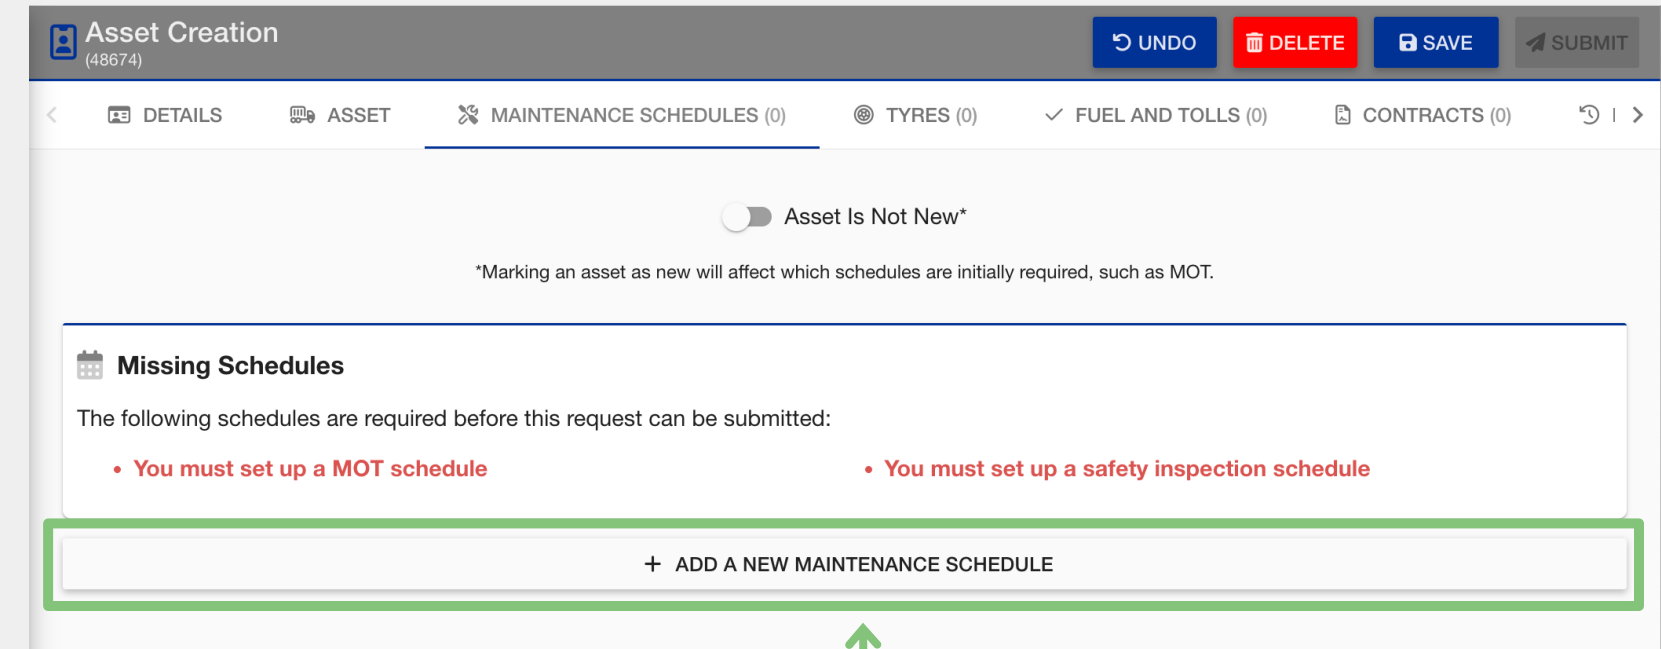 Asset Creation
(48674)
UNDO
DELETE
SAVE
SUBMIT
DETAILS
ASSET
MAINTENANCE SCHEDULES (0)
TYRES (0)
FUEL AND TOLLS (0)
CONTRACTS (0)
Asset Is Not New*
*Marking an asset as new will affect which schedules are initially required, such as MOT.
Missing Schedules
The following schedules are required before this request can be submitted:
• You must set up a MOT schedule
• You must set up a safety inspection schedule
+ ADD A NEW MAINTENANCE SCHEDULE